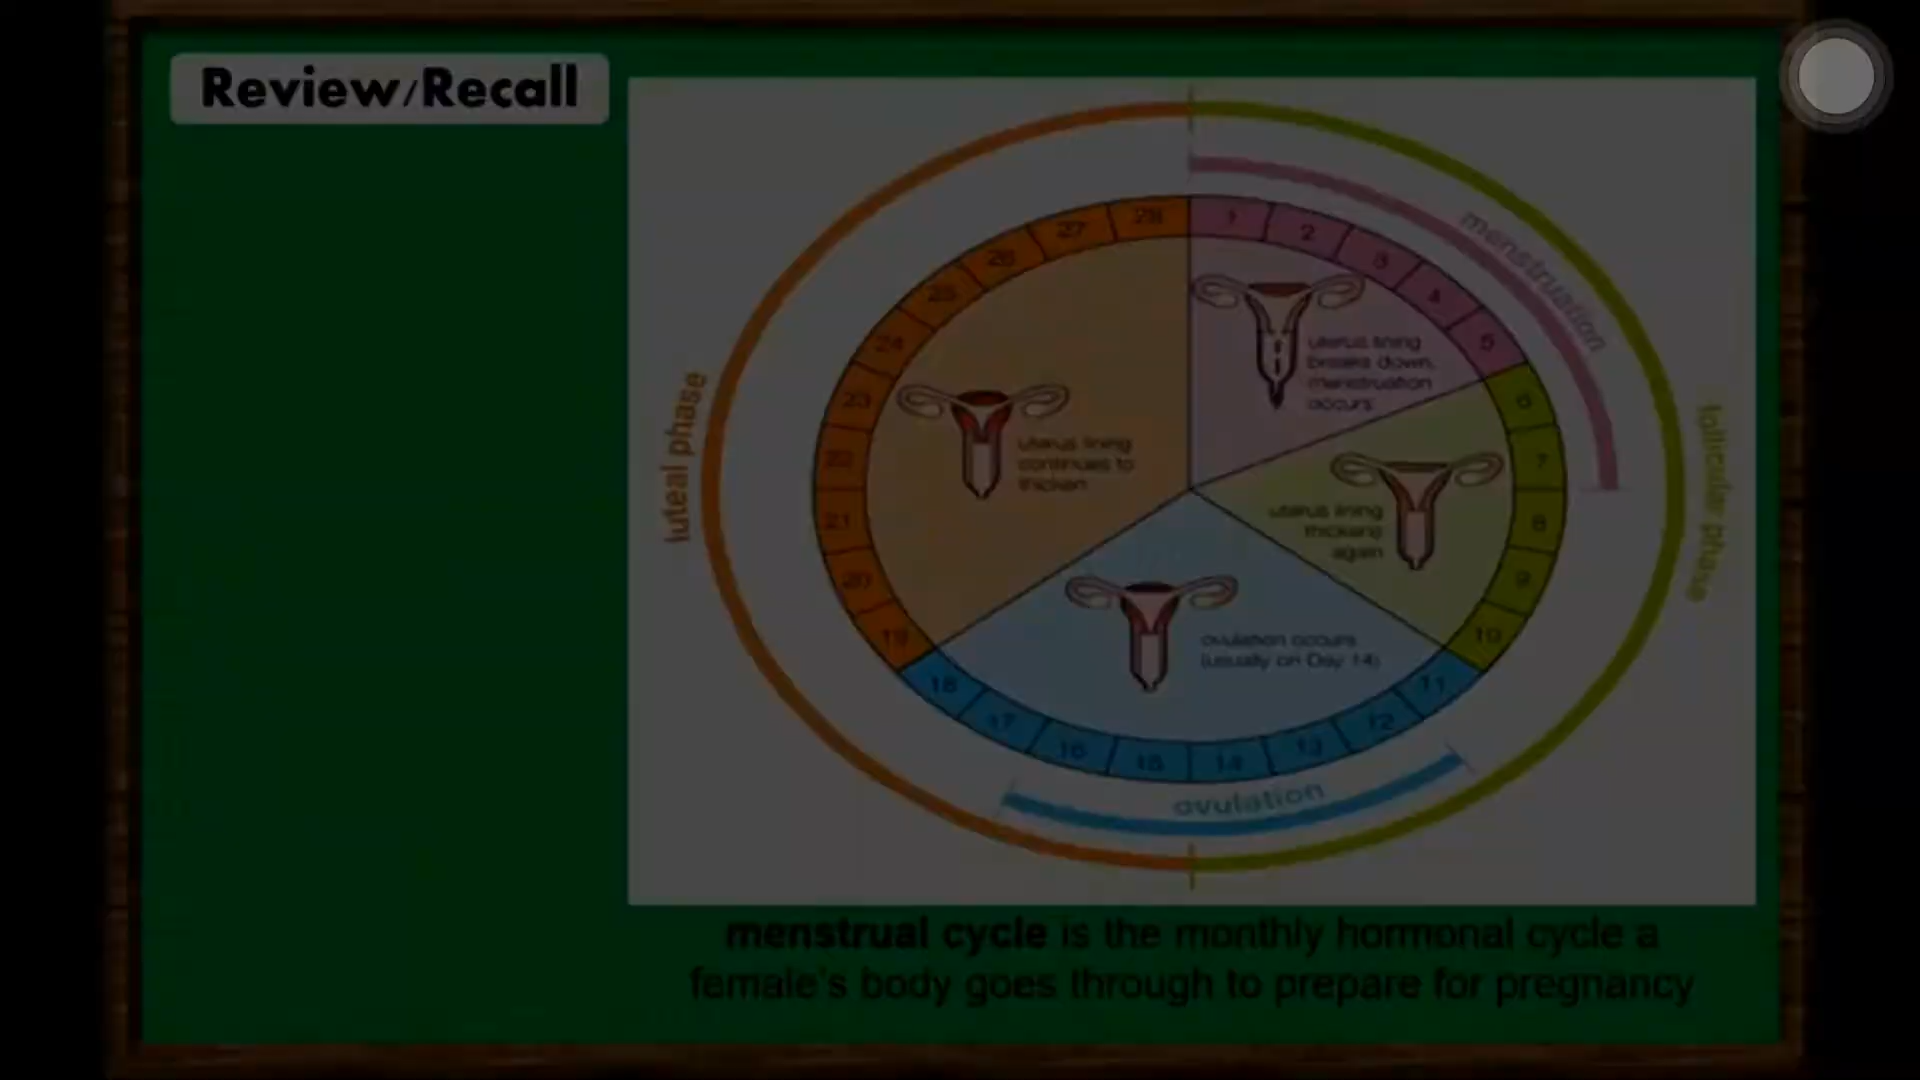 Review/Recall
28
1
27
2
26
3
25
4
24
5
23
6
22
7
21
8
20
9
19
10
18
11
17
12
16
13
15
14
menstruation
uterus lining
breaks down,
menstruation
occurs
luteal phase
follicular phase
uterus lining
continues to
thicken
uterus lining
thickens
again
ovulation occurs
(usually on Day 14)
ovulation
menstrual cycle is the monthly hormonal cycle a
female's body goes through to prepare for pregnancy